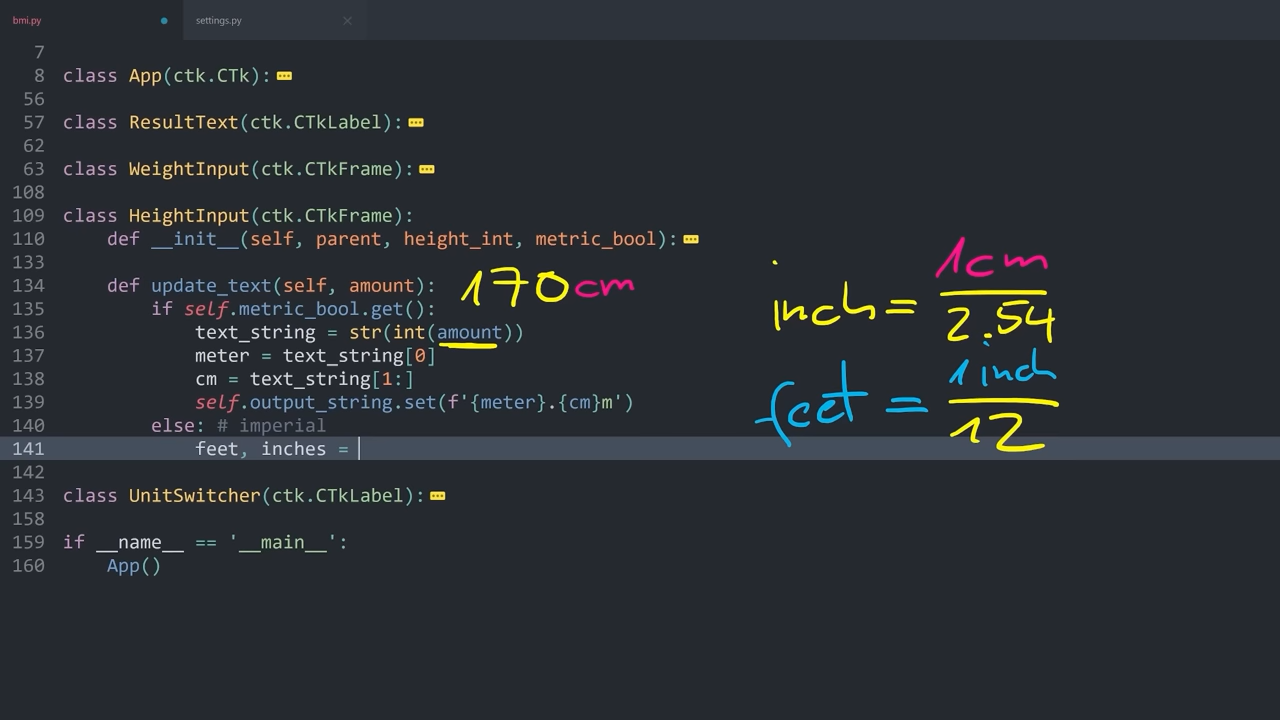 bmi.py settings.py
7
8 class App(ctk.CTk):
56
57 class ResultText(ctk.CTkLabel):
62
63 class WeightInput(ctk.CTkFrame):
108
109 class HeightInput(ctk.CTkFrame):
110 def __init__(self, parent, height_int, metric_bool):
133
134 def update_text(self, amount): 170cm
135 if self.metric_bool.get():
136 text_string = str(int(amount))
137 meter = text_string[0]
138 cm = text_string[1:]
139 self.output_string.set(f'{meter}.{cm}m')
140 else: # imperial
141 feet, inches =
142
143 class UnitSwitcher(ctk.CTkLabel):
158
159 if __name__ == '__main__':
160 App()
1cm
inch =
2.54
1 inch
feet =
12